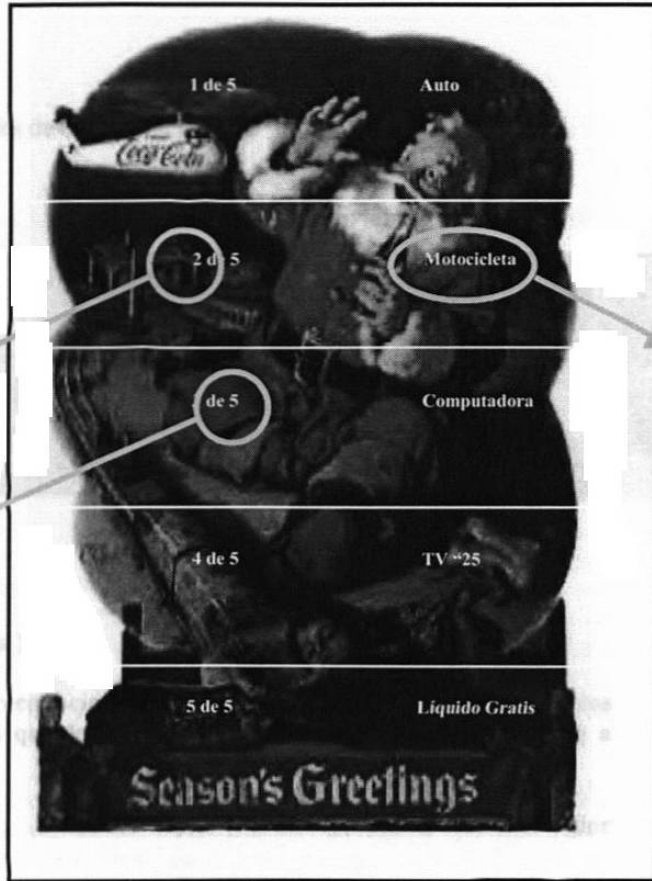 1 de 5 Auto
Coca-Cola
2 de 5 Motocicleta
de 5 Computadora
4 de 5 TV “25
5 de 5 Líquido Gratis
Season's Greetings